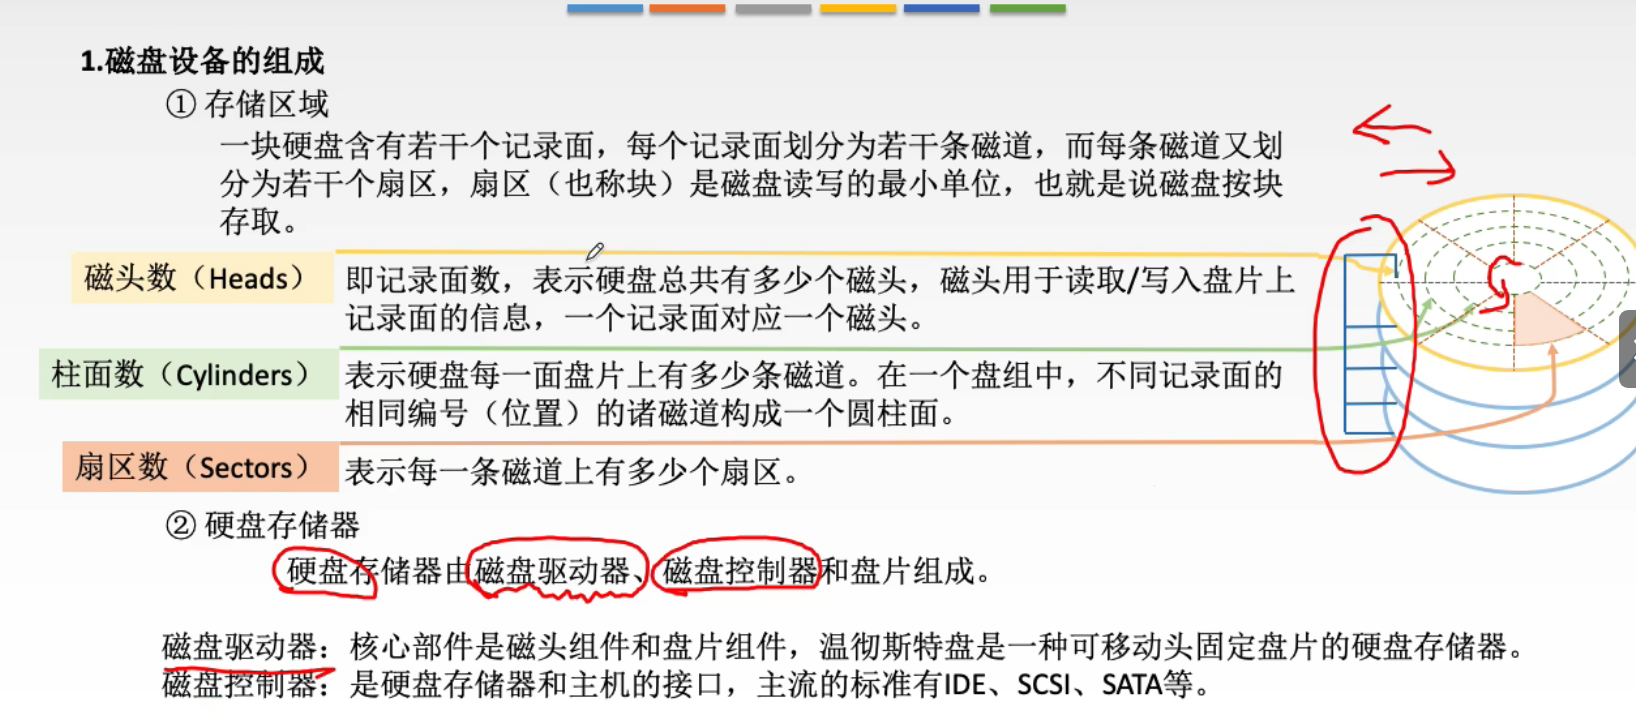 1.磁盘设备的组成
① 存储区域
一块硬盘含有若干个记录面，每个记录面划分为若干条磁道，而每条磁道又划
分为若干个扇区，扇区（也称块）是磁盘读写的最小单位，也就是说磁盘按块
存取。
磁头数（Heads）
即记录面数，表示硬盘总共有多少个磁头，磁头用于读取/写入盘片上
记录面的信息，一个记录面对应一个磁头。
柱面数（Cylinders）
表示硬盘每一面盘片上有多少条磁道。在一个盘组中，不同记录面的
相同编号（位置）的诸磁道构成一个圆柱面。
扇区数（Sectors）
表示每一条磁道上有多少个扇区。
② 硬盘存储器
硬盘存储器由磁盘驱动器、磁盘控制器和盘片组成。
磁盘驱动器：核心部件是磁头组件和盘片组件，温彻斯特盘是一种可移动头固定盘片的硬盘存储器。
磁盘控制器：是硬盘存储器和主机的接口，主流的标准有IDE、SCSI、SATA等。